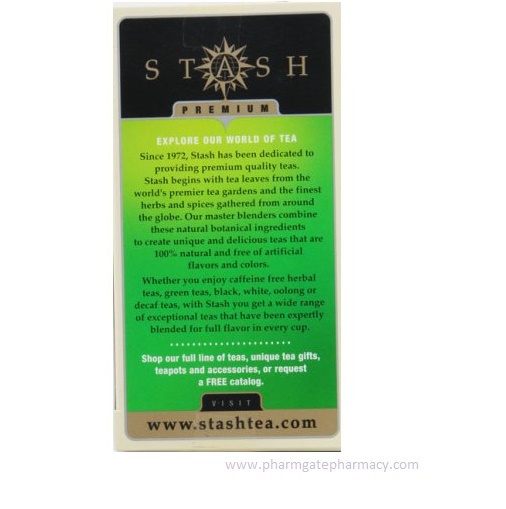 STASH
PREMIUM
EXPLORE OUR WORLD OF TEA
Since 1972, Stash has been dedicated to
providing premium quality teas.
Stash begins with tea leaves from the
world's premier tea gardens and the finest
herbs and spices gathered from around
the globe. Our master blenders combine
these natural botanical ingredients
to create unique and delicious teas that are
100% natural and free of artificial
flavors and colors.
Whether you enjoy caffeine free herbal
teas, green teas, black, white, oolong or
decaf teas, with Stash you get a wide range
of exceptional teas that have been expertly
blended for full flavor in every cup.
Shop our full line of teas, unique tea gifts,
teapots and accessories, or request
a FREE catalog.
VISIT
www.stashtea.com
www.pharmgatepharmacy.com